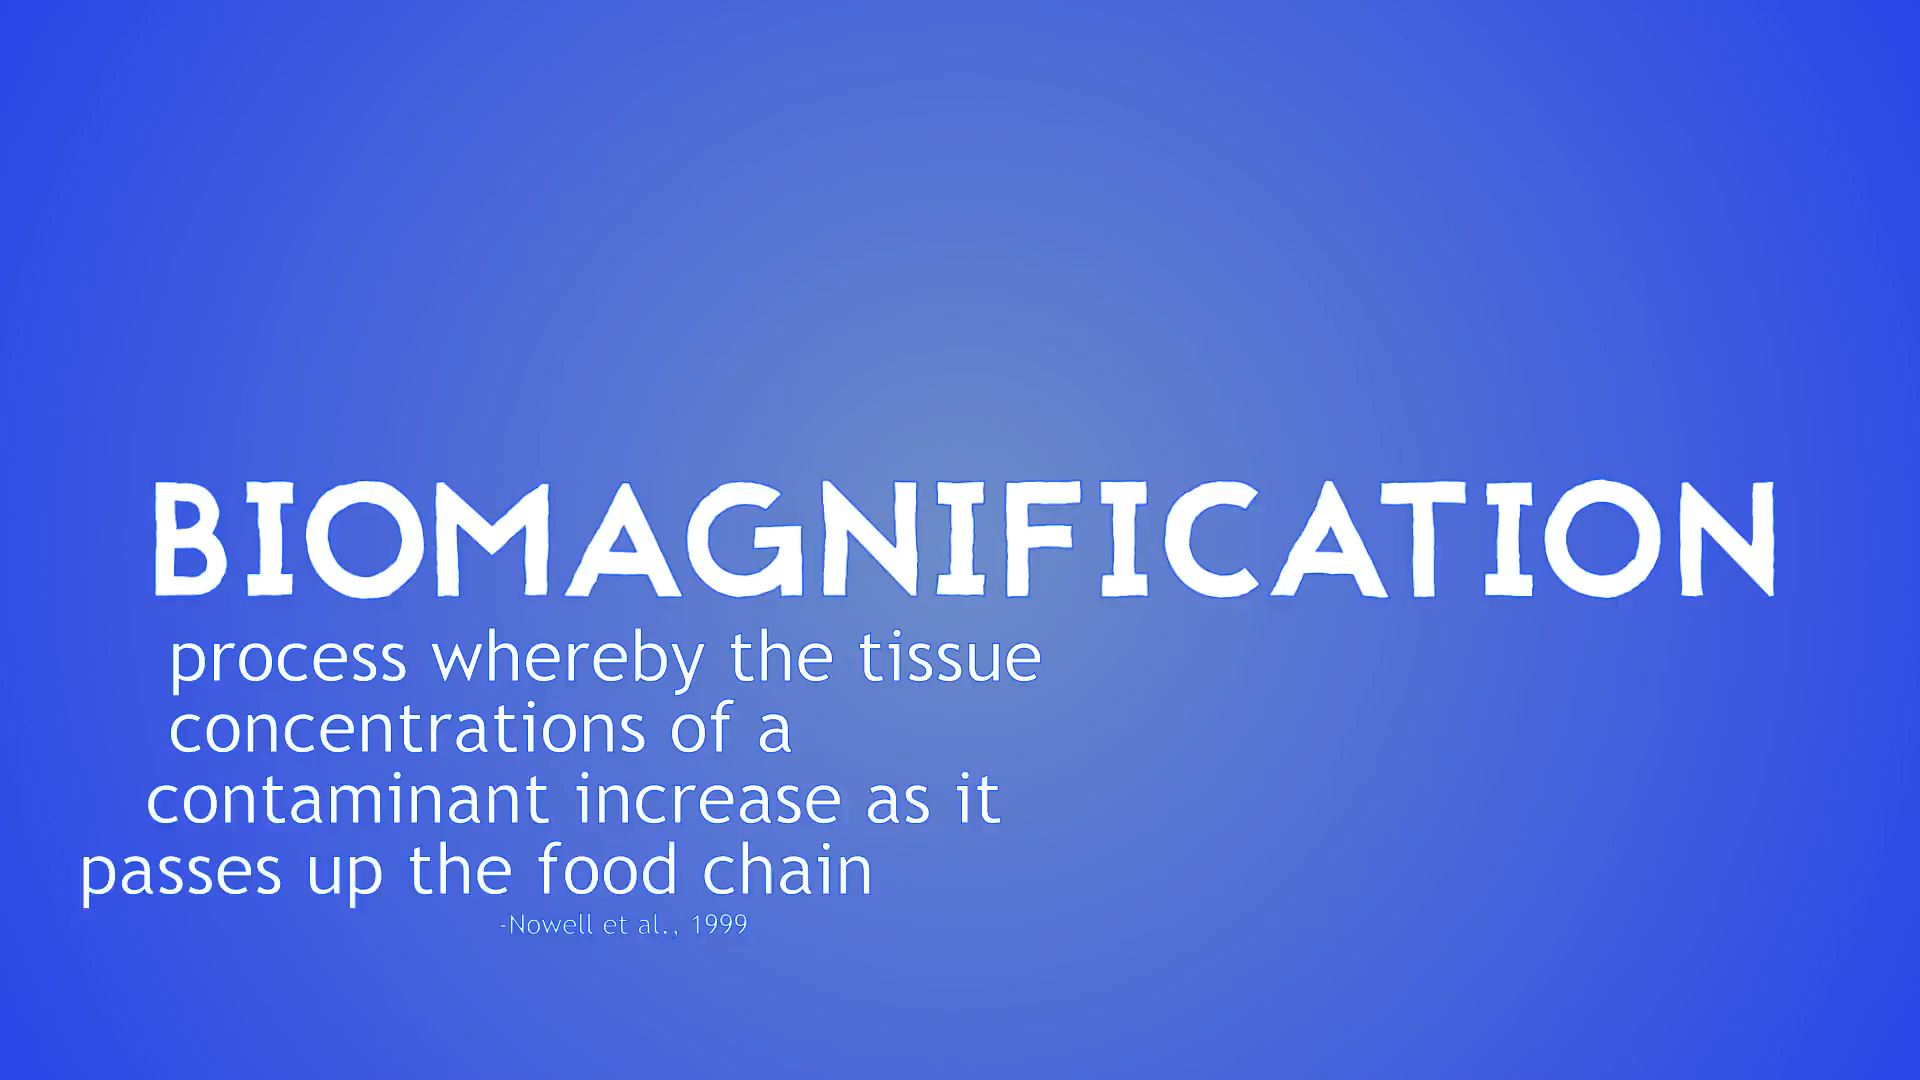 BIOMAGNIFICATION
process whereby the tissue
concentrations of a
contaminant increase as it
passes up the food chain
-Nowell et al., 1999